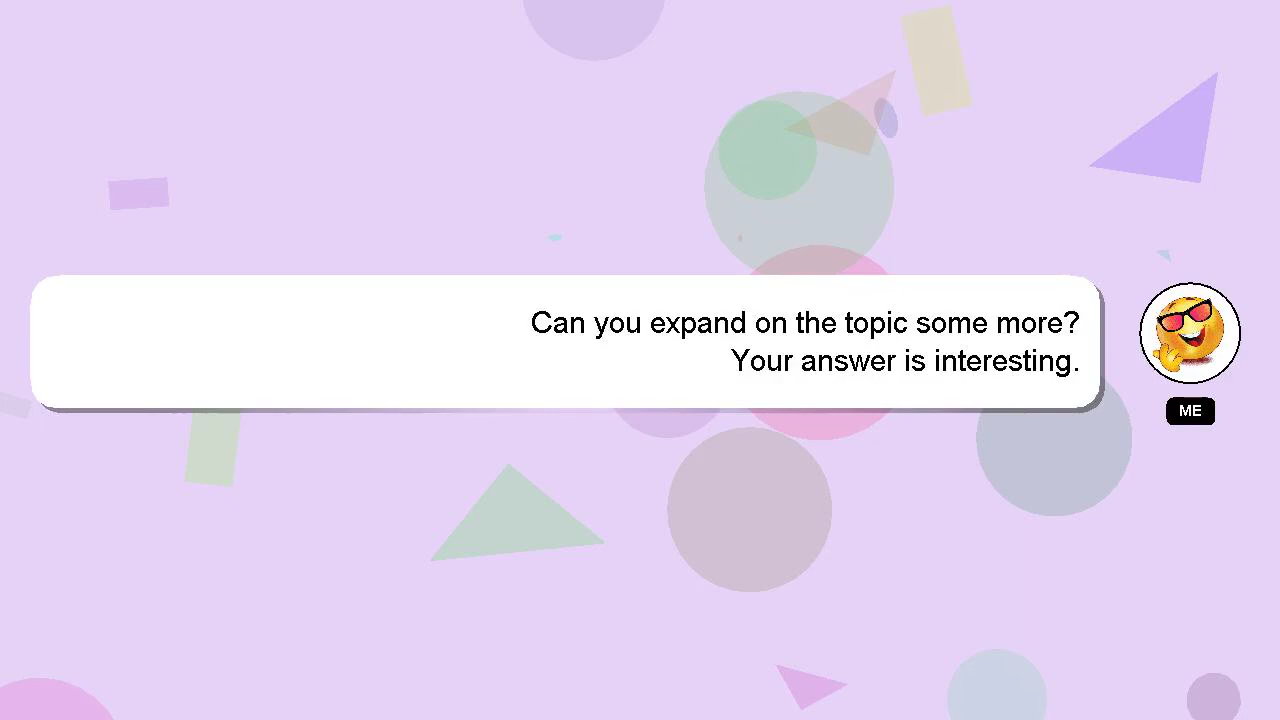 Can you expand on the topic some more?
Your answer is interesting.
ME